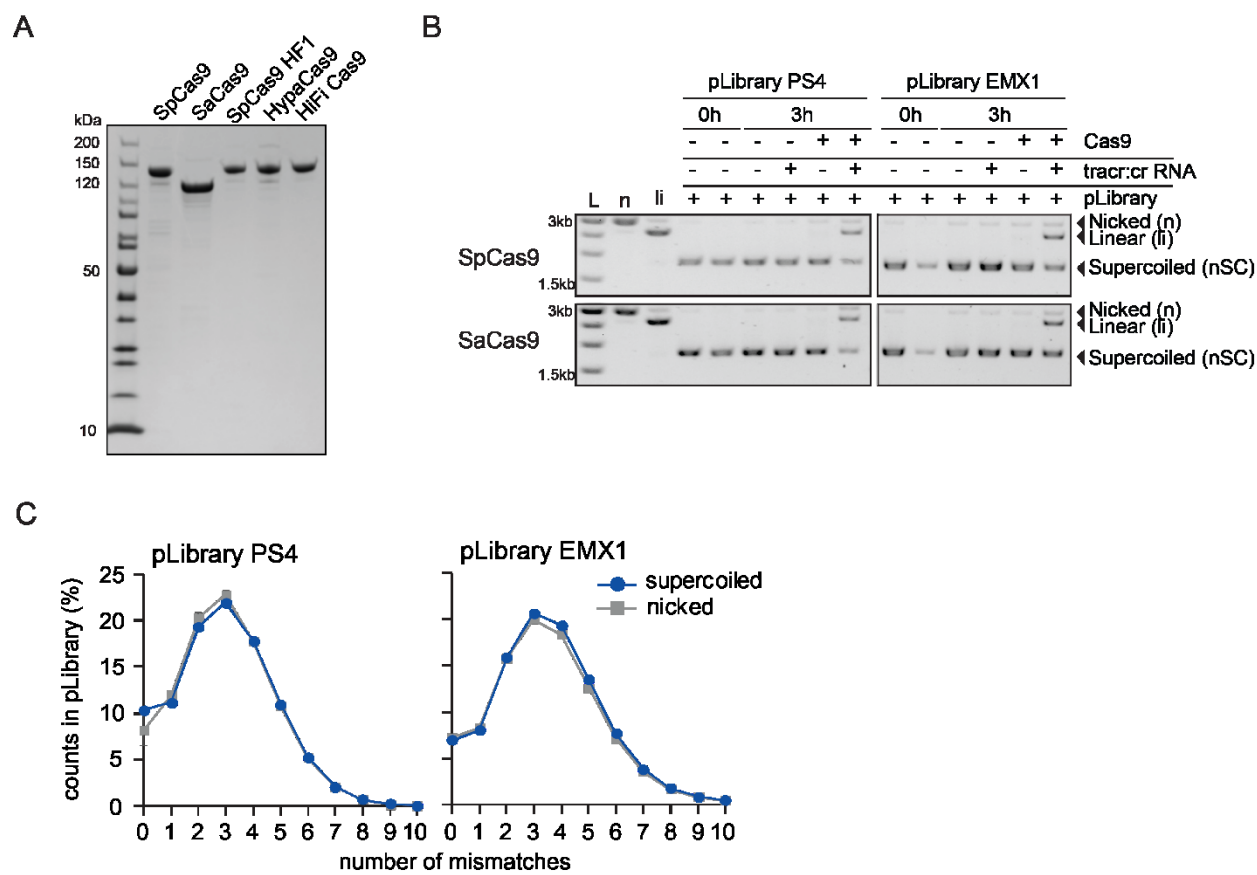 A
SpCas9
SaCas9
SpCas9 HF1
HypaCas9
HIFi Cas9
kDa
200
150
120
50
10
B
pLibrary PS4 pLibrary EMX1
0h 3h 0h 3h
- - - - + + - - - - + + Cas9
- - - + - + - - - + - + tracr:cr RNA
L n li + + + + + + + + + + + + pLibrary
3kb Nicked (n)
Linear (li)
SpCas9
Supercoiled (nSC)
1.5kb
3kb Nicked (n)
Linear (li)
SaCas9
Supercoiled (nSC)
1.5kb
C
pLibrary PS4 pLibrary EMX1
supercoiled
nicked
counts in pLibrary (%)
25
20
15
10
5
0
0 1 2 3 4 5 6 7 8 9 10 0 1 2 3 4 5 6 7 8 9 10
number of mismatches